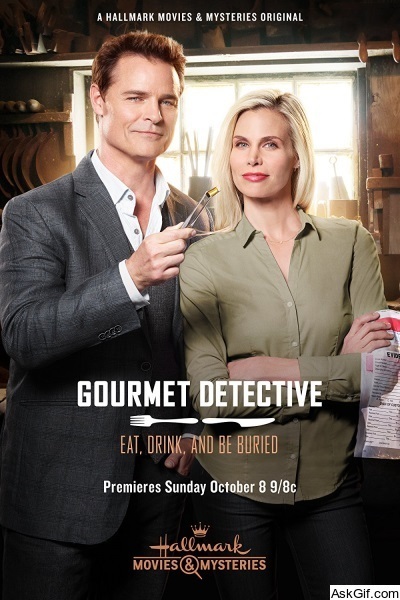 A HALLMARK MOVIES & MYSTERIES ORIGINAL
GOURMET DETECTIVE
EAT, DRINK, AND BE BURIED
Premieres Sunday October 8 9/8c
Hallmark
MOVIES & MYSTERIES
AskGif.com